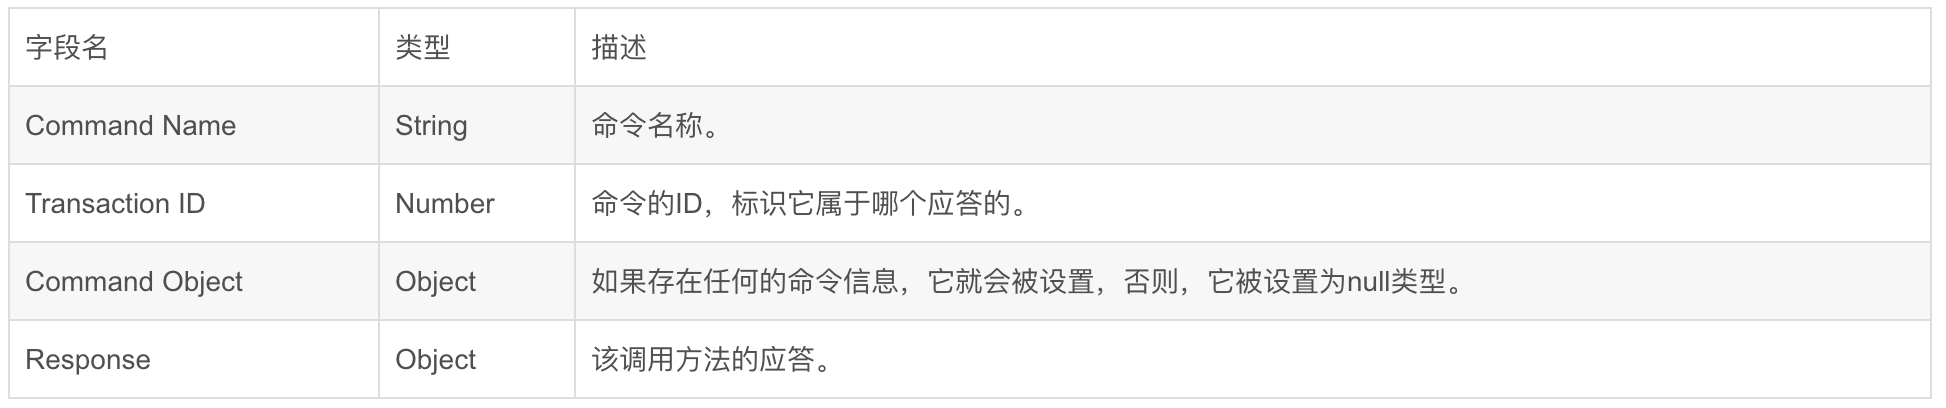 字段名 类型 描述
Command Name String 命令名称。
Transaction ID Number 命令的ID，标识它属于哪个应答的。
Command Object Object 如果存在任何的命令信息，它就会被设置，否则，它被设置为null类型。
Response Object 该调用方法的应答。